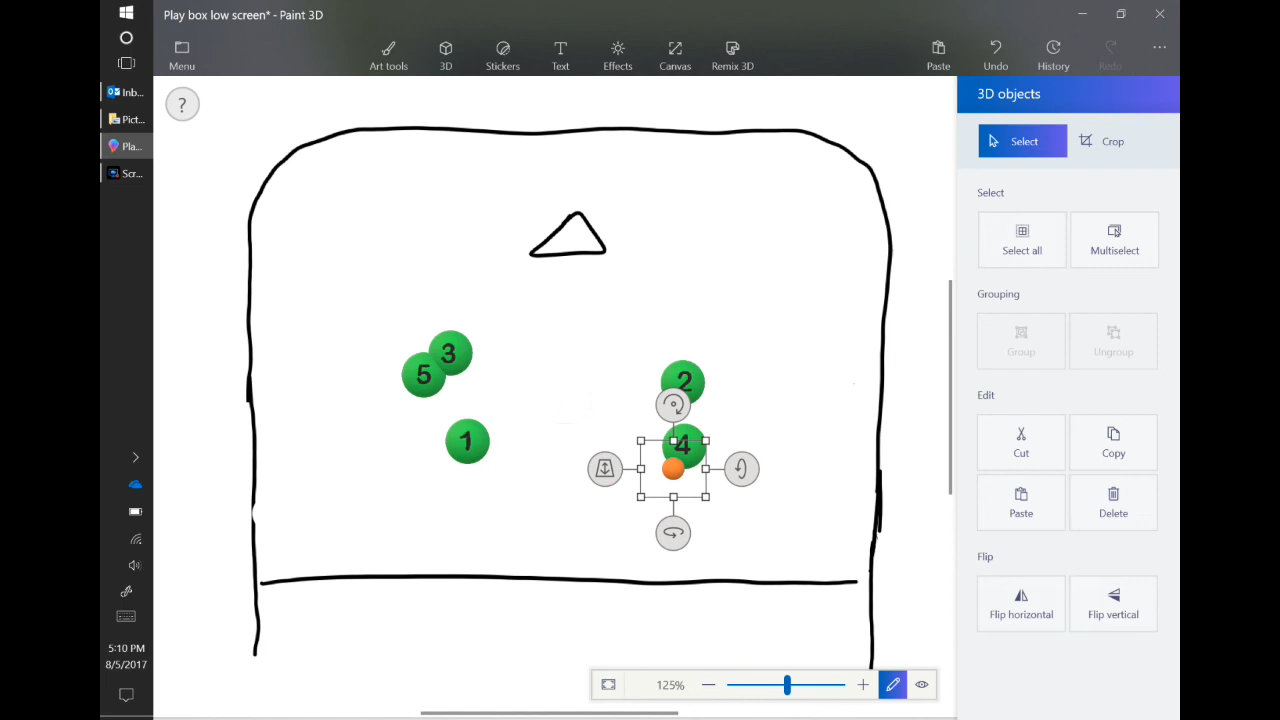 Play box low screen* - Paint 3D
Menu
Art tools
3D
Stickers
Text
Effects
Canvas
Remix 3D
Paste
Undo
History
Redo
Inb...
Pict...
Pla...
Scr...
?
3D objects
Select
Crop
Select
Select all
Multiselect
Grouping
Group
Ungroup
Edit
Cut
Copy
Paste
Delete
Flip
Flip horizontal
Flip vertical
3
5
2
1
4
5:10 PM
8/5/2017
125%